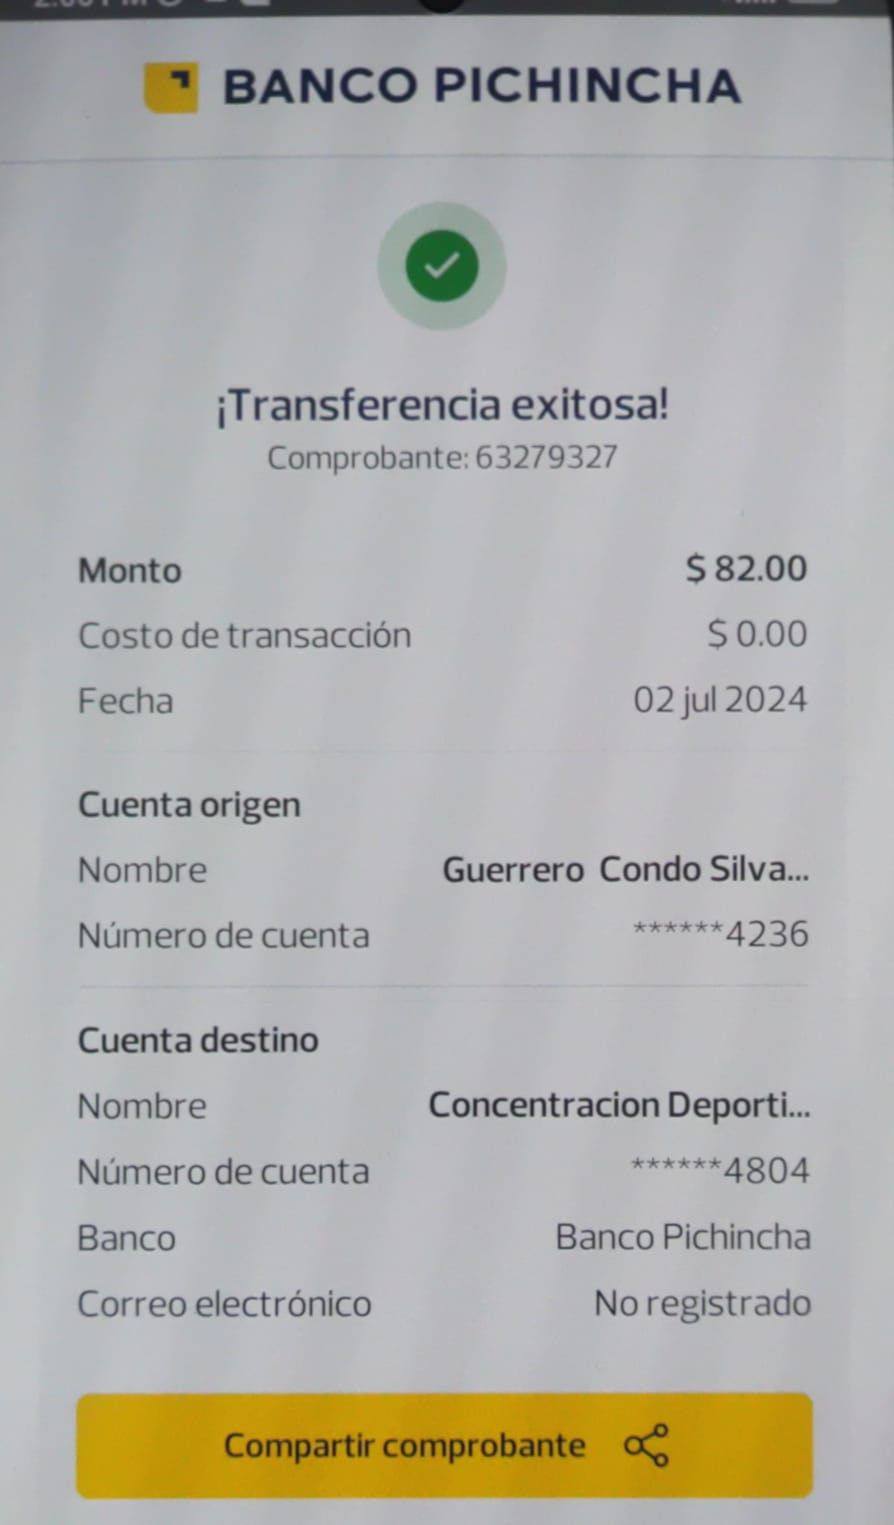 BANCO PICHINCHA
¡Transferencia exitosa!
Comprobante: 63279327
Monto $ 82.00
Costo de transacción $ 0.00
Fecha 02 jul 2024
Cuenta origen
Nombre Guerrero Condo Silva...
Número de cuenta ******4236
Cuenta destino
Nombre Concentracion Deporti...
Número de cuenta ******4804
Banco Banco Pichincha
Correo electrónico No registrado
Compartir comprobante